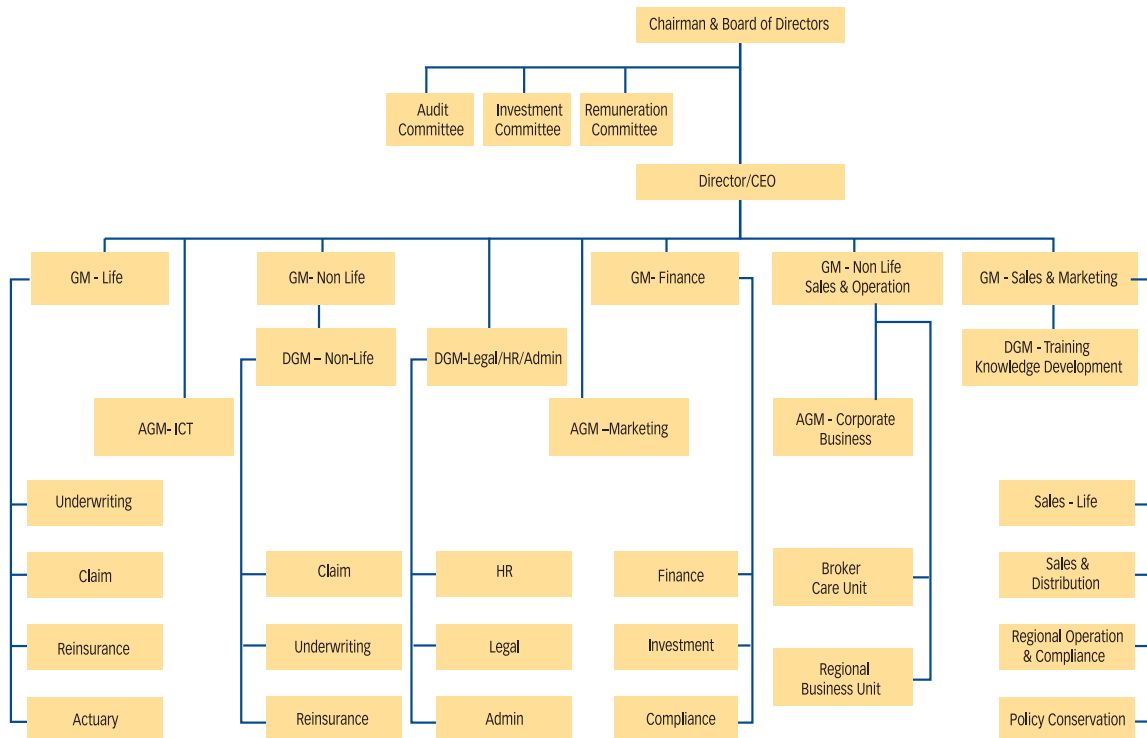 Chairman & Board of Directors
Audit
Committee
Investment
Committee
Remuneration
Committee
Director/CEO
GM - Life
GM- Non Life
GM- Finance
GM - Non Life
Sales & Operation
GM - Sales & Marketing
DGM – Non-Life
DGM-Legal/HR/Admin
DGM - Training
Knowledge Development
AGM- ICT
AGM –Marketing
AGM - Corporate
Business
Underwriting
Sales - Life
Claim
Claim
HR
Finance
Broker
Care Unit
Sales &
Distribution
Reinsurance
Underwriting
Legal
Investment
Regional
Business Unit
Regional Operation
& Compliance
Actuary
Reinsurance
Admin
Compliance
Policy Conservation